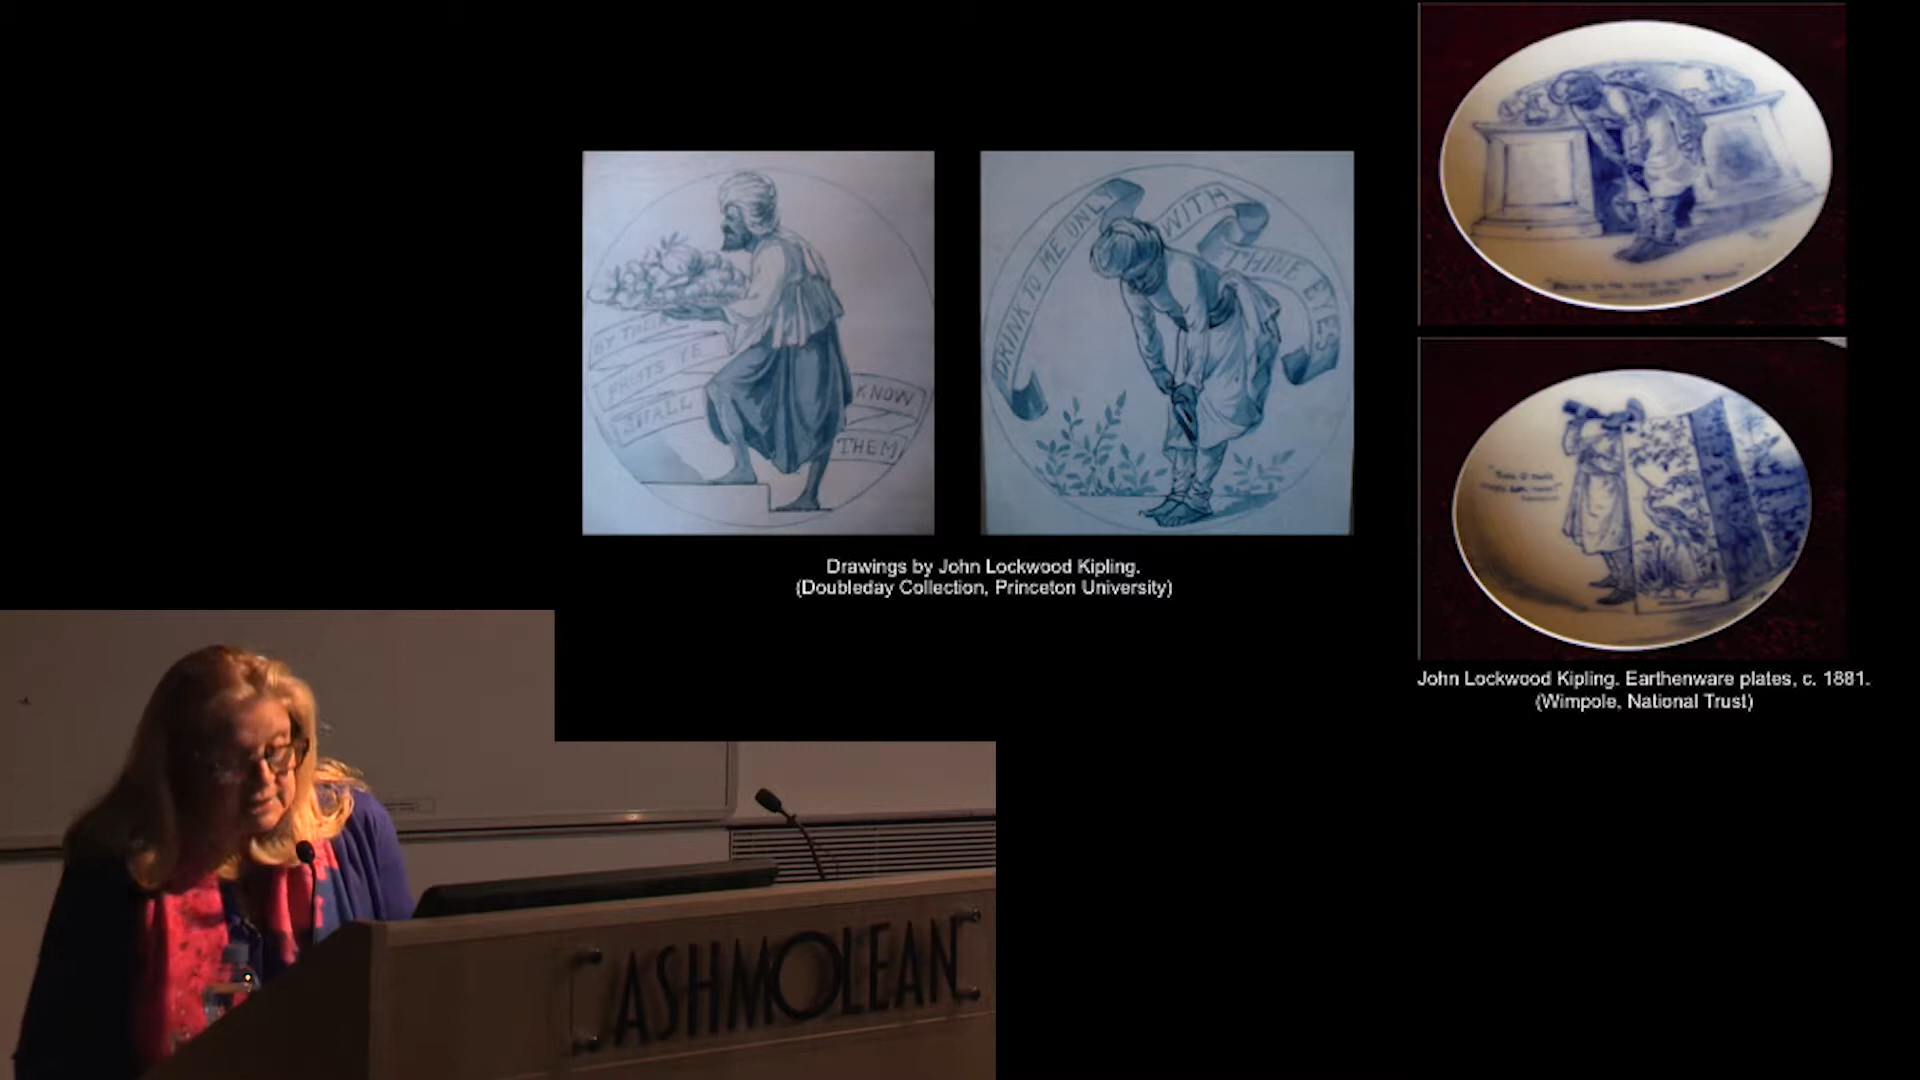 BY THEIR
FRUITS YE
SHALL
KNOW
THEM
DRINK TO ME ONLY
WITH
THINE EYES
Drawings by John Lockwood Kipling.
(Doubleday Collection, Princeton University)
John Lockwood Kipling. Earthenware plates, c. 1881.
(Wimpole, National Trust)
ASHMOLEAN